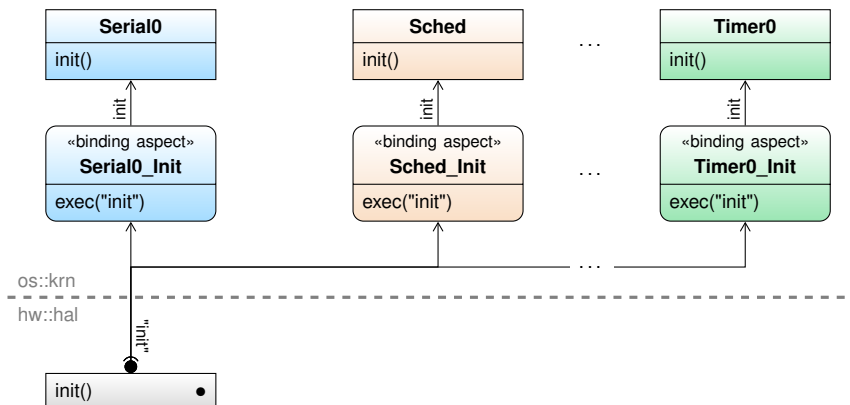 Serial0
Sched
Timer0
init()
init()
...
init()
init
init
init
«binding aspect»
«binding aspect»
«binding aspect»
Serial0_Init
Sched_Init
...
Timer0_Init
exec("init")
exec("init")
exec("init")
...
os::krn
hw::hal
"init"
init()